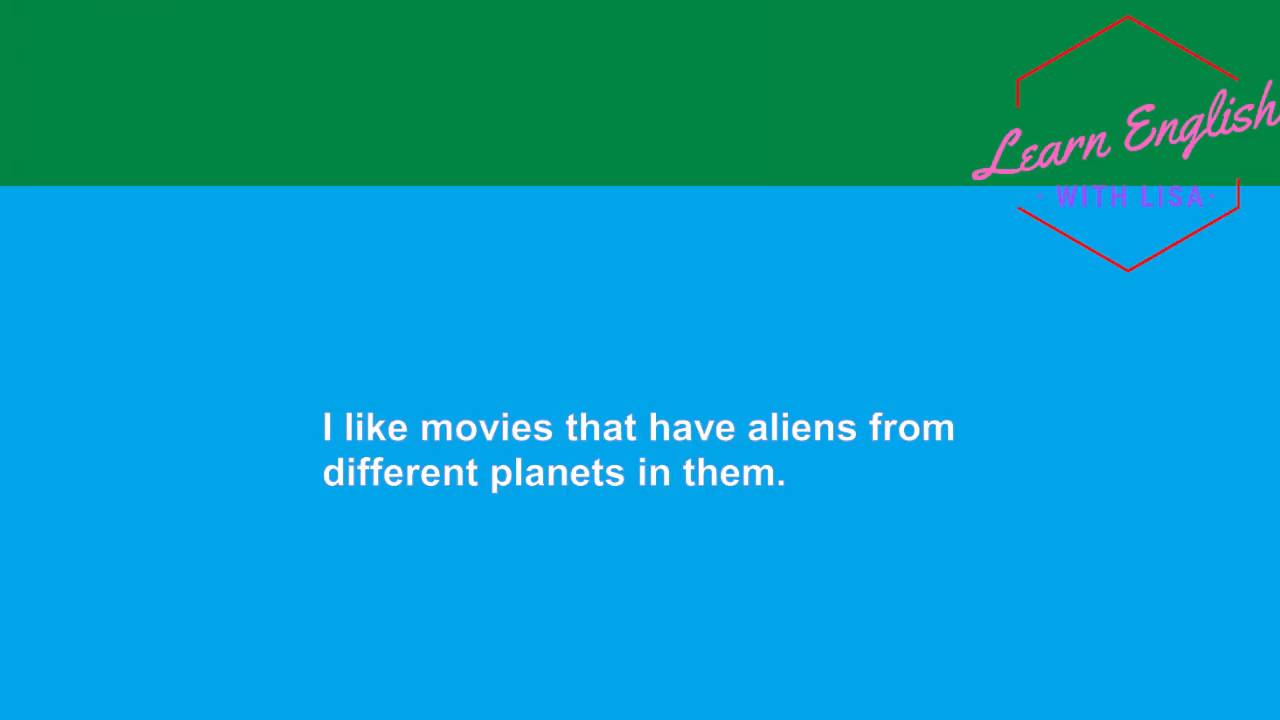 Learn English
· WITH LISA·
I like movies that have aliens from
different planets in them.